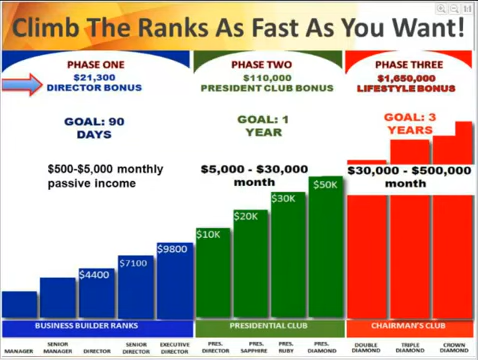 Climb The Ranks As Fast As You Want!
PHASE ONE
$21,300
DIRECTOR BONUS
GOAL: 90
DAYS
$500-$5,000 monthly
passive income
PHASE TWO
$110,000
PRESIDENT CLUB BONUS
GOAL: 1
YEAR
$5,000 - $30,000
month
PHASE THREE
$1,650,000
LIFESTYLE BONUS
GOAL: 3
YEARS
$30,000 - $500,000
month
$4400
$7100
$9800
$10K
$20K
$30K
$50K
BUSINESS BUILDER RANKS
PRESIDENTIAL CLUB
CHAIRMAN'S CLUB
MANAGER
SENIOR
MANAGER
DIRECTOR
SENIOR
DIRECTOR
EXECUTIVE
DIRECTOR
PRES.
DIRECTOR
PRES.
SAPPHIRE
PRES.
RUBY
PRES.
DIAMOND
DOUBLE
DIAMOND
TRIPLE
DIAMOND
CROWN
DIAMOND